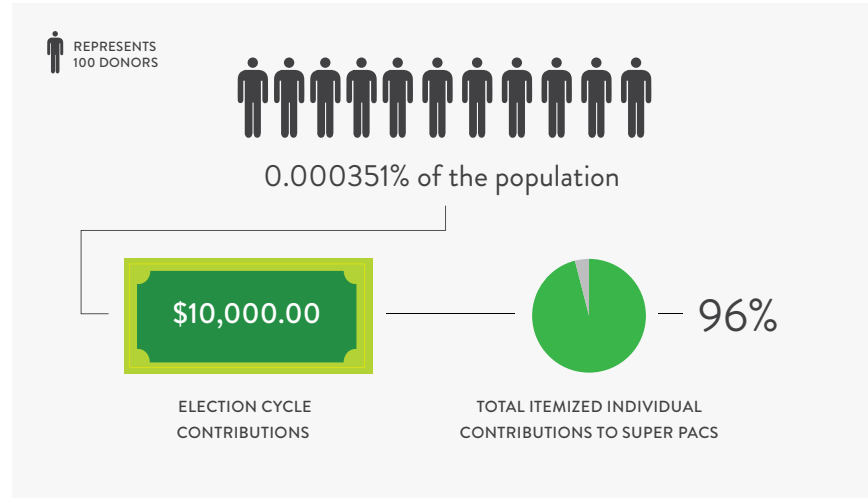 REPRESENTS
100 DONORS
0.000351% of the population
$10,000.00
96%
ELECTION CYCLE
CONTRIBUTIONS
TOTAL ITEMIZED INDIVIDUAL
CONTRIBUTIONS TO SUPER PACS